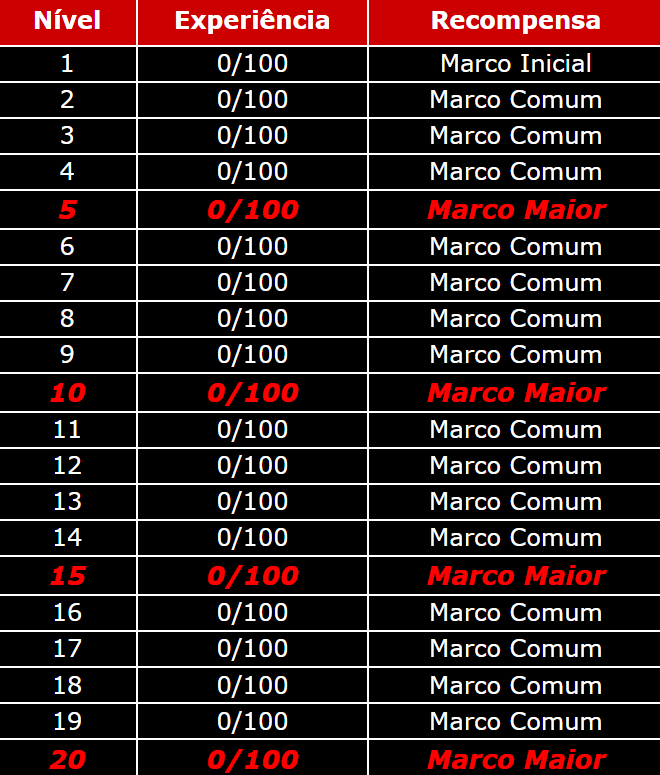 Nível Experiência Recompensa
1 0/100 Marco Inicial
2 0/100 Marco Comum
3 0/100 Marco Comum
4 0/100 Marco Comum
5 0/100 Marco Maior
6 0/100 Marco Comum
7 0/100 Marco Comum
8 0/100 Marco Comum
9 0/100 Marco Comum
10 0/100 Marco Maior
11 0/100 Marco Comum
12 0/100 Marco Comum
13 0/100 Marco Comum
14 0/100 Marco Comum
15 0/100 Marco Maior
16 0/100 Marco Comum
17 0/100 Marco Comum
18 0/100 Marco Comum
19 0/100 Marco Comum
20 0/100 Marco Maior